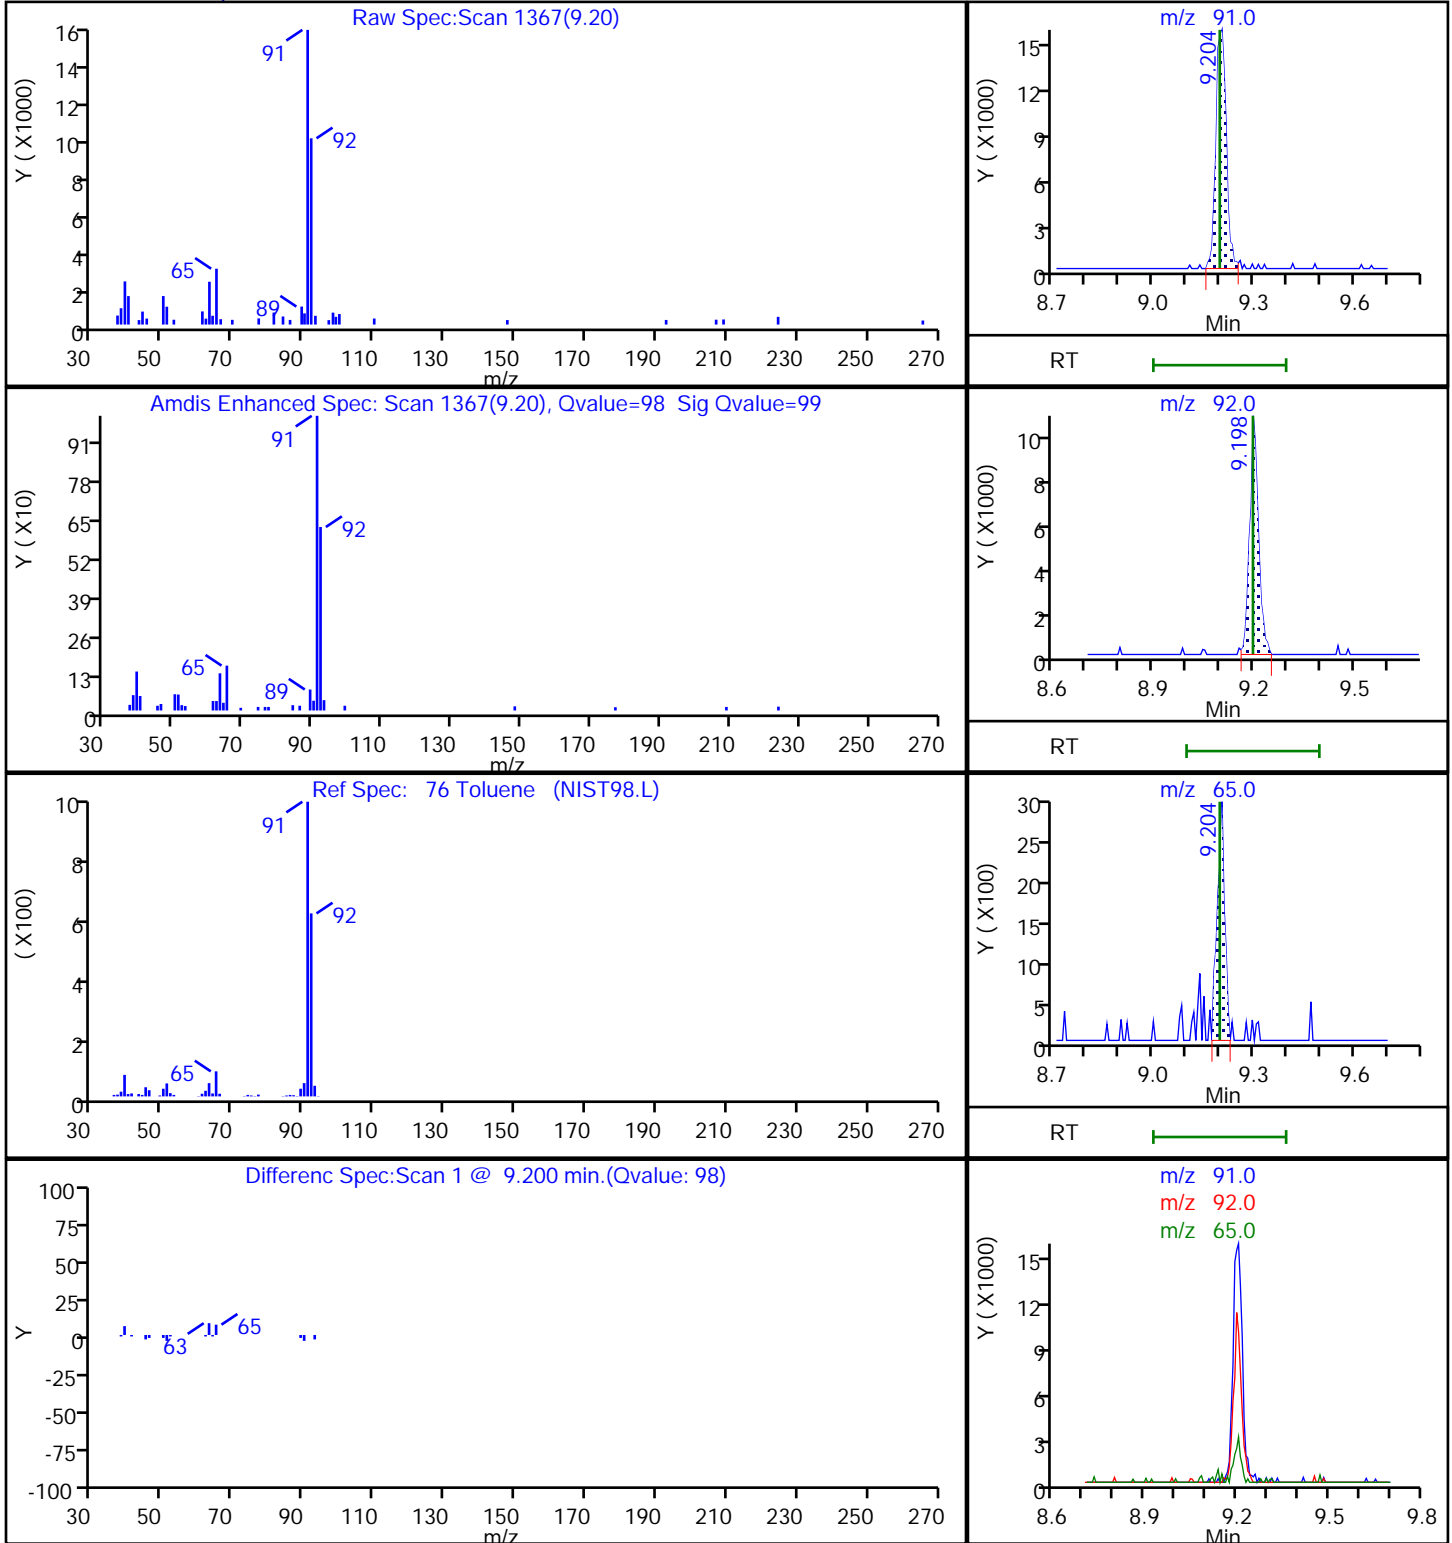 Raw Spec:Scan 1367(9.20)
Y ( X1000)
16
14
12
10
8
6
4
2
0
91
92
65
89
30 50 70 90 110 130 150 170 190 210 230 250 270
m/z
m/z 91.0
Y ( X1000)
15
12
9
6
3
0
9.204
8.7 9.0 9.3 9.6
Min
RT
Amdis Enhanced Spec: Scan 1367(9.20), Qvalue=98 Sig Qvalue=99
Y ( X10)
91
78
65
52
39
26
13
0
91
92
65
89
30 50 70 90 110 130 150 170 190 210 230 250 270
m/z
m/z 92.0
Y ( X1000)
10
8
6
4
2
0
9.198
8.6 8.9 9.2 9.5
Min
RT
Ref Spec: 76 Toluene (NIST98.L)
( X100)
10
8
6
4
2
0
91
92
65
30 50 70 90 110 130 150 170 190 210 230 250 270
m/z
m/z 65.0
Y ( X100)
30
25
20
15
10
5
0
9.204
8.7 9.0 9.3 9.6
Min
RT
Differenc Spec:Scan 1 @ 9.200 min.(Qvalue: 98)
Y
100
75
50
25
0
-25
-50
-75
-100
63
65
30 50 70 90 110 130 150 170 190 210 230 250 270
m/z
m/z 91.0
m/z 92.0
m/z 65.0
Y ( X1000)
15
12
9
6
3
0
8.6 8.9 9.2 9.5 9.8
Min